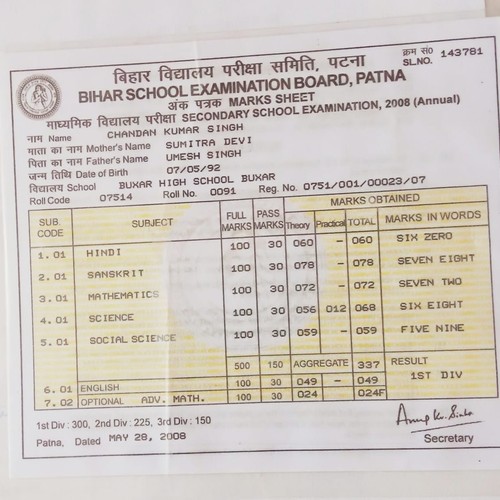 क्रम सं० 143781
SL.NO.
बिहार विद्यालय परीक्षा समिति, पटना
BIHAR SCHOOL EXAMINATION BOARD, PATNA
अंक पत्रक MARKS SHEET
माध्यमिक विद्यालय परीक्षा SECONDARY SCHOOL EXAMINATION, 2008 (Annual)
नाम Name CHANDAN KUMAR SINGH
माता का नाम Mother's Name SUMITRA DEVI
पिता का नाम Father's Name UMESH SINGH
जन्म तिथि Date of Birth 07/05/92
विद्यालय School BUXAR HIGH SCHOOL BUXAR
Roll Code 07514 Roll No. 0091 Reg. No. 0751/001/00023/07
SUB. CODE SUBJECT FULL MARKS PASS MARKS MARKS OBTAINED
Theory Practical TOTAL MARKS IN WORDS
1. 01 HINDI 100 30 060 – 060 SIX ZERO
2. 01 SANSKRIT 100 30 078 – 078 SEVEN EIGHT
3. 01 MATHEMATICS 100 30 072 – 072 SEVEN TWO
4. 01 SCIENCE 100 30 056 012 068 SIX EIGHT
5. 01 SOCIAL SCIENCE 100 30 059 – 059 FIVE NINE
500 150 AGGREGATE 337 RESULT
1ST DIV
6. 01 ENGLISH 100 30 049 – 049
7. 02 OPTIONAL ADV. MATH. 100 30 024 024F
1st Div : 300, 2nd Div : 225, 3rd Div : 150
Patna, Dated MAY 28, 2008
Secretary